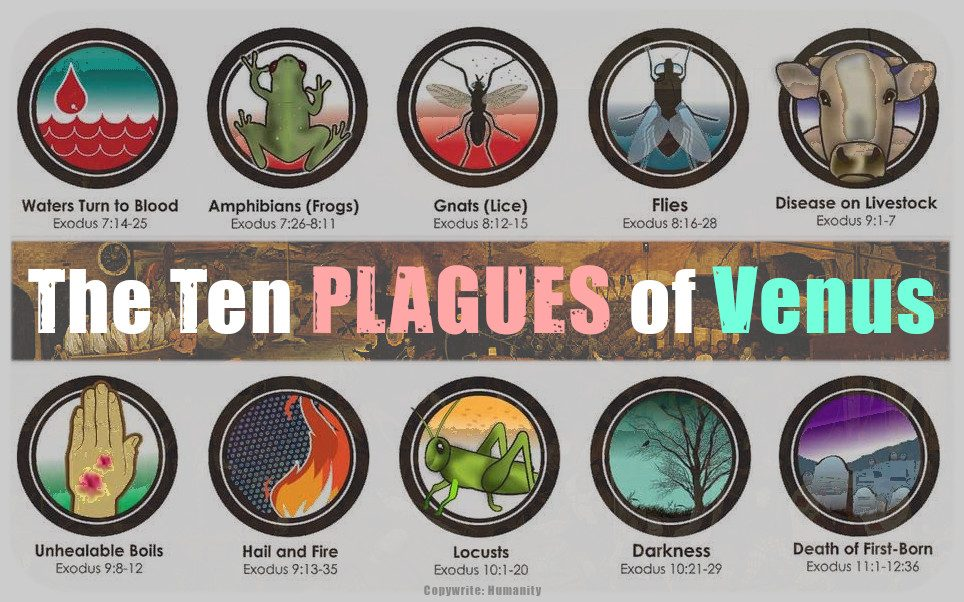 Waters Turn to Blood
Exodus 7:14-25
Amphibians (Frogs)
Exodus 7:26-8:11
Gnats (Lice)
Exodus 8:12-15
Flies
Exodus 8:16-28
Disease on Livestock
Exodus 9:1-7
The Ten PLAGUES of Venus
Unhealable Boils
Exodus 9:8-12
Hail and Fire
Exodus 9:13-35
Locusts
Exodus 10:1-20
Darkness
Exodus 10:21-29
Death of First-Born
Exodus 11:1-12:36
Copywrite: Humanity